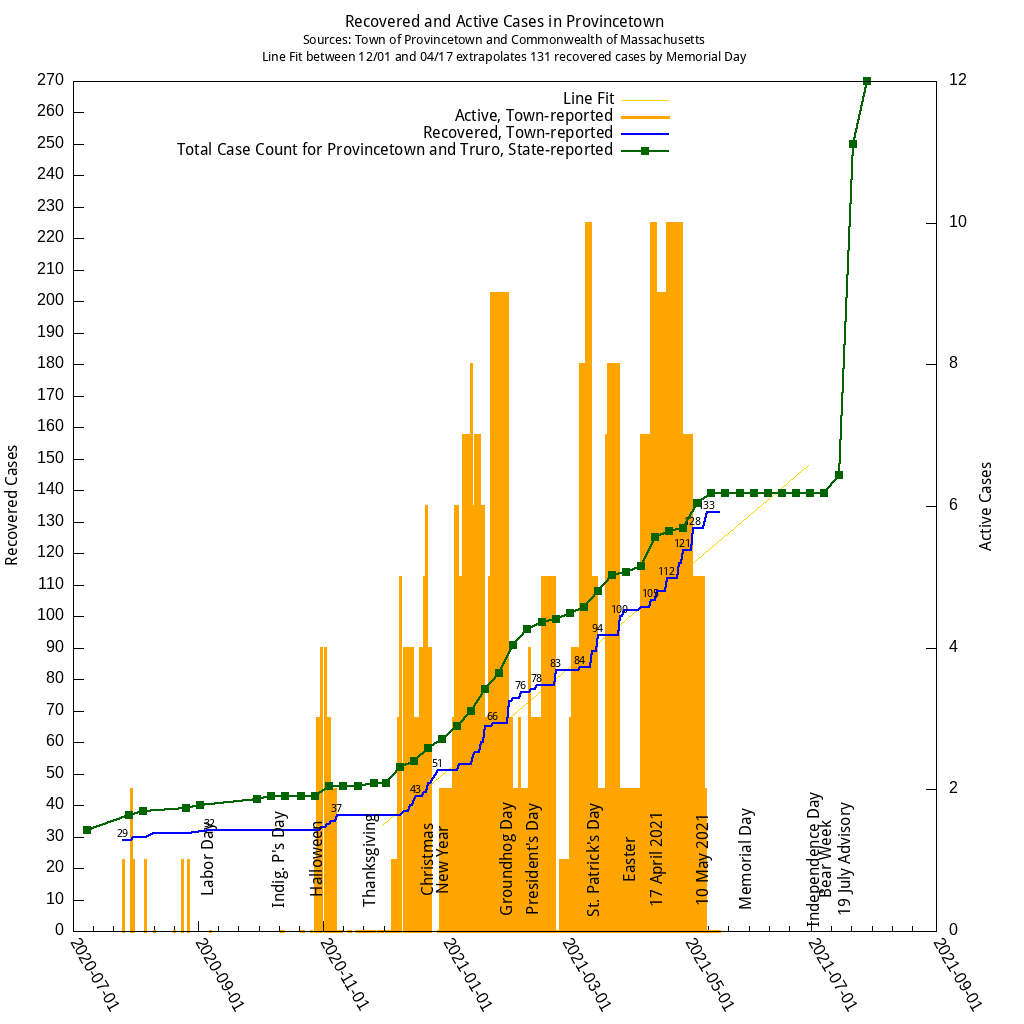 Recovered and Active Cases in Provincetown
Sources: Town of Provincetown and Commonwealth of Massachusetts
Line Fit between 12/01 and 04/17 extrapolates 131 recovered cases by Memorial Day
Line Fit
Active, Town-reported
Recovered, Town-reported
Total Case Count for Provincetown and Truro, State-reported
270
260
250
240
230
220
210
200
190
180
170
160
150
140
130
120
110
100
90
80
70
60
50
40
30
20
10
0
Recovered Cases
12
10
8
6
4
2
0
Active Cases
29
32
37
43
51
66
76
78
83
84
94
100
105
112
121
128
133
Labor Day
Indig. P's Day
Halloween
Thanksgiving
Christmas
New Year
Groundhog Day
President's Day
St. Patrick's Day
Easter
17 April 2021
10 May 2021
Memorial Day
Independence Day
Bear Week
19 July Advisory
2020-07-01
2020-09-01
2020-11-01
2021-01-01
2021-03-01
2021-05-01
2021-07-01
2021-09-01